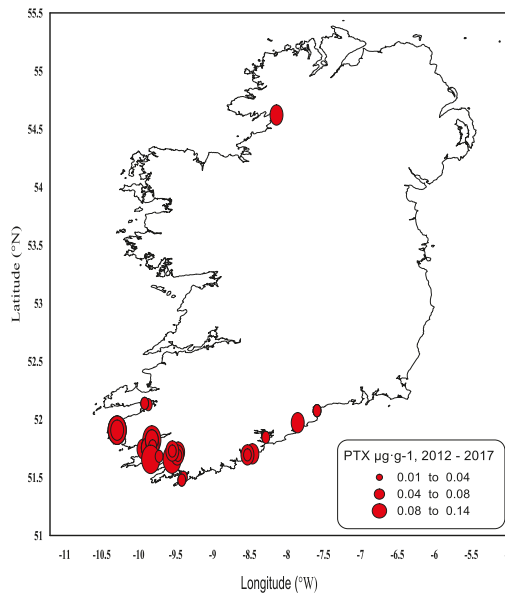 55.5
55
54.5
54
53.5
53
52.5
52
51.5
51
Latitude (°N)
PTX µg·g-1, 2012 - 2017
0.01 to 0.04
0.04 to 0.08
0.08 to 0.14
-11 -10.5 -10 -9.5 -9 -8.5 -8 -7.5 -7 -6.5 -6 -5.5 -5
Longitude (°W)